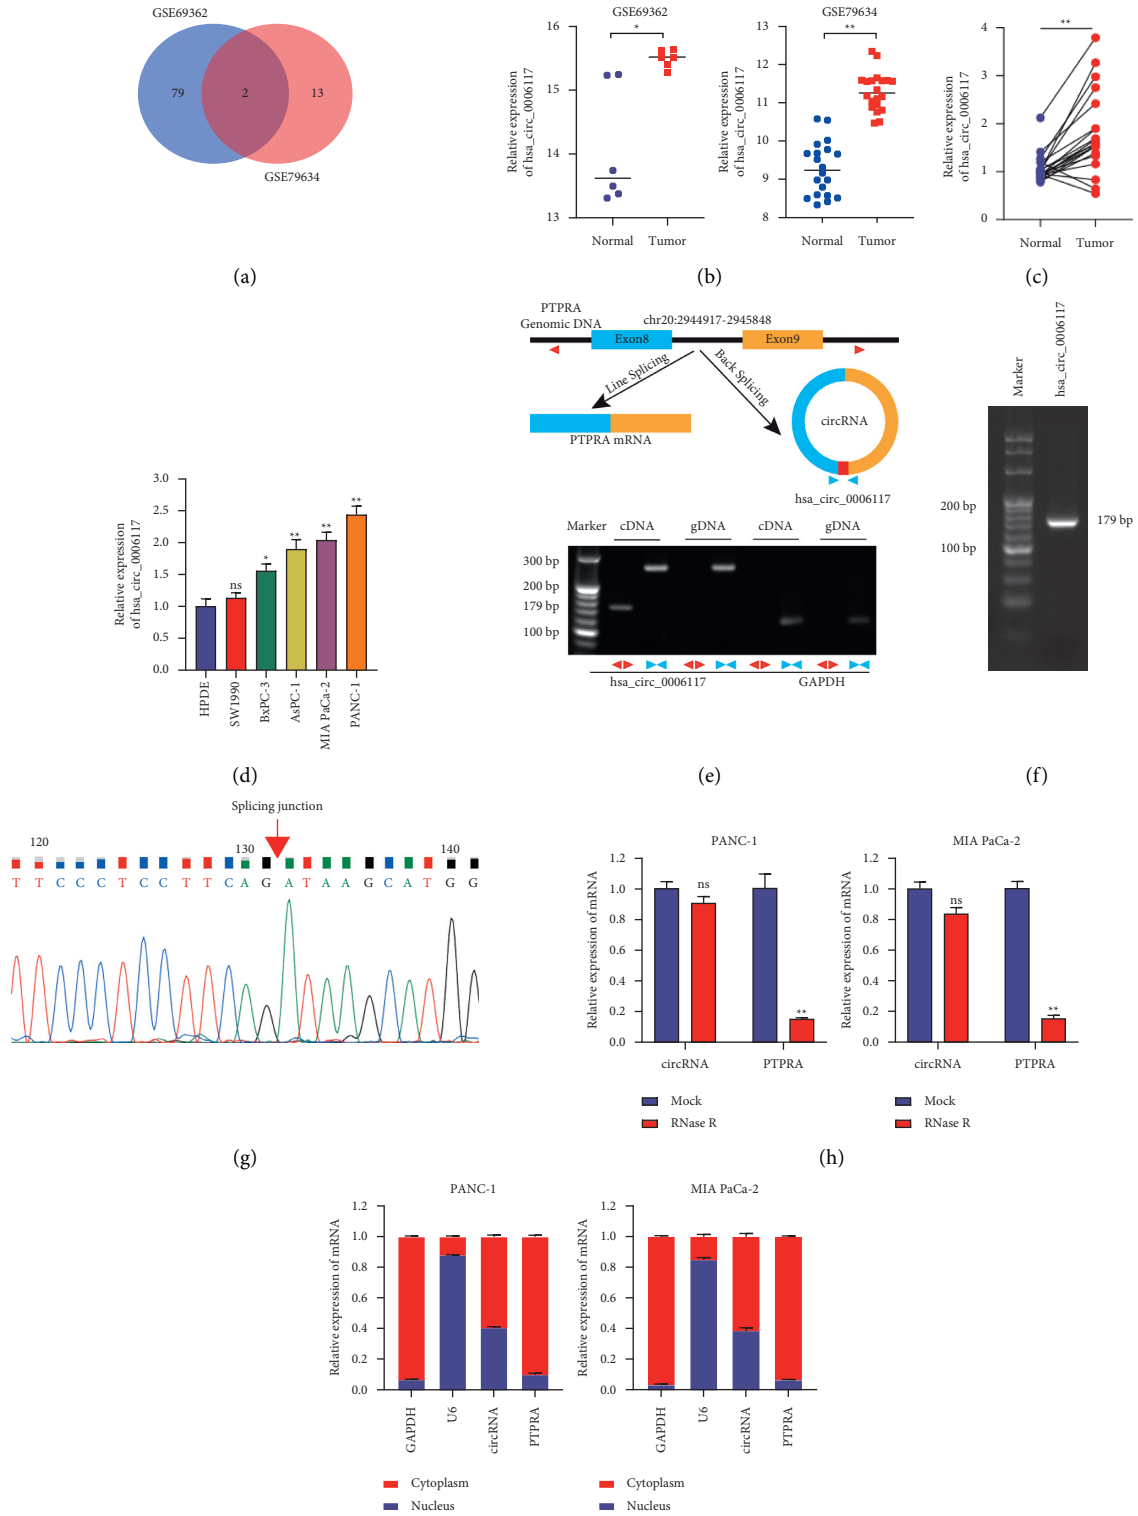 GSE69362
79
2
13
GSE79634
(a)
GSE69362
Relative expression
of hsa_circ_0006117
16
15
14
13
*
Normal
Tumor
GSE79634
Relative expression
of hsa_circ_0006117
13
12
11
10
9
8
**
Normal
Tumor
(b)
Relative expression
of hsa_circ_0006117
4
3
2
1
0
**
Normal
Tumor
(c)
Relative expression
of hsa_circ_0006117
3.0
2.5
2.0
1.5
1.0
0.5
0.0
ns
*
**
**
**
HPDE
SW1990
BxPC-3
AsPC-1
MIA PaCa-2
PANC-1
(d)
PTPRA
Genomic DNA
chr20:2944917-2945848
Exon8
Exon9
Line Splicing
Back Splicing
PTPRA mRNA
circRNA
hsa_circ_0006117
Marker
cDNA
gDNA
cDNA
gDNA
300 bp
200 bp
179 bp
100 bp
hsa_circ_0006117
GAPDH
(e)
Marker
hsa_circ_0006117
200 bp
100 bp
179 bp
(f)
Splicing junction
120
130
140
T T C C C T C C T T C A G A T A A G C A T G G
(g)
PANC-1
Relative expression of mRNA
1.2
1.0
0.8
0.6
0.4
0.2
0.0
ns
**
circRNA
PTPRA
Mock
RNase R
MIA PaCa-2
Relative expression of mRNA
1.2
1.0
0.8
0.6
0.4
0.2
0.0
ns
**
circRNA
PTPRA
Mock
RNase R
(h)
PANC-1
Relative expression of mRNA
1.2
1.0
0.8
0.6
0.4
0.2
0.0
GAPDH
U6
circRNA
PTPRA
Cytoplasm
Nucleus
MIA PaCa-2
Relative expression of mRNA
1.2
1.0
0.8
0.6
0.4
0.2
0.0
GAPDH
U6
circRNA
PTPRA
Cytoplasm
Nucleus